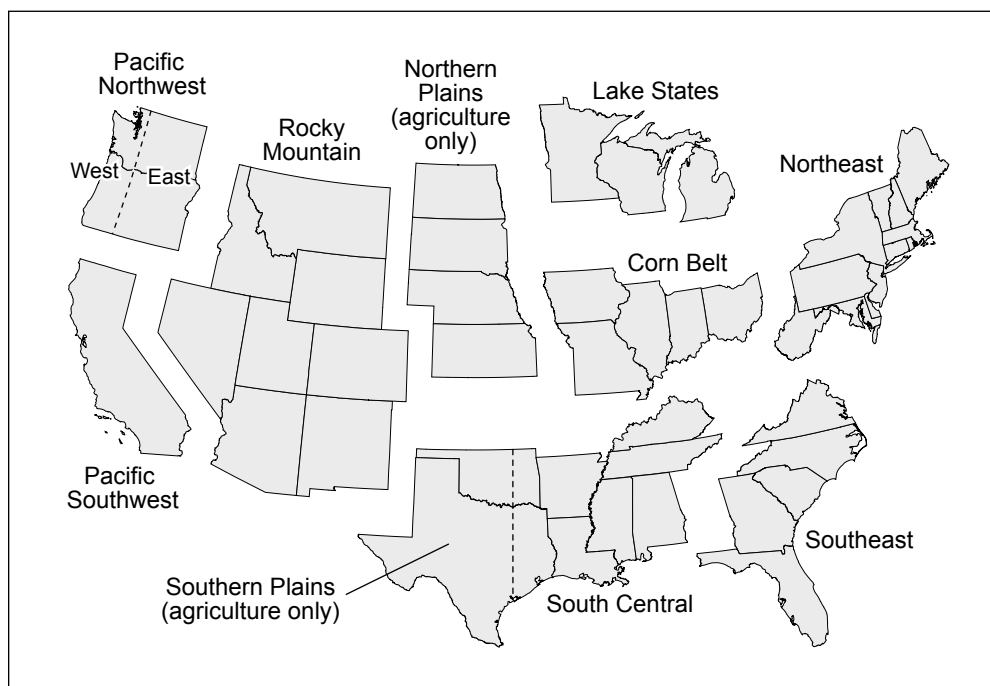 Pacific
Northwest
West
East
Rocky
Mountain
Northern
Plains
(agriculture
only)
Lake States
Northeast
Corn Belt
Pacific
Southwest
Southern Plains
(agriculture only)
South Central
Southeast